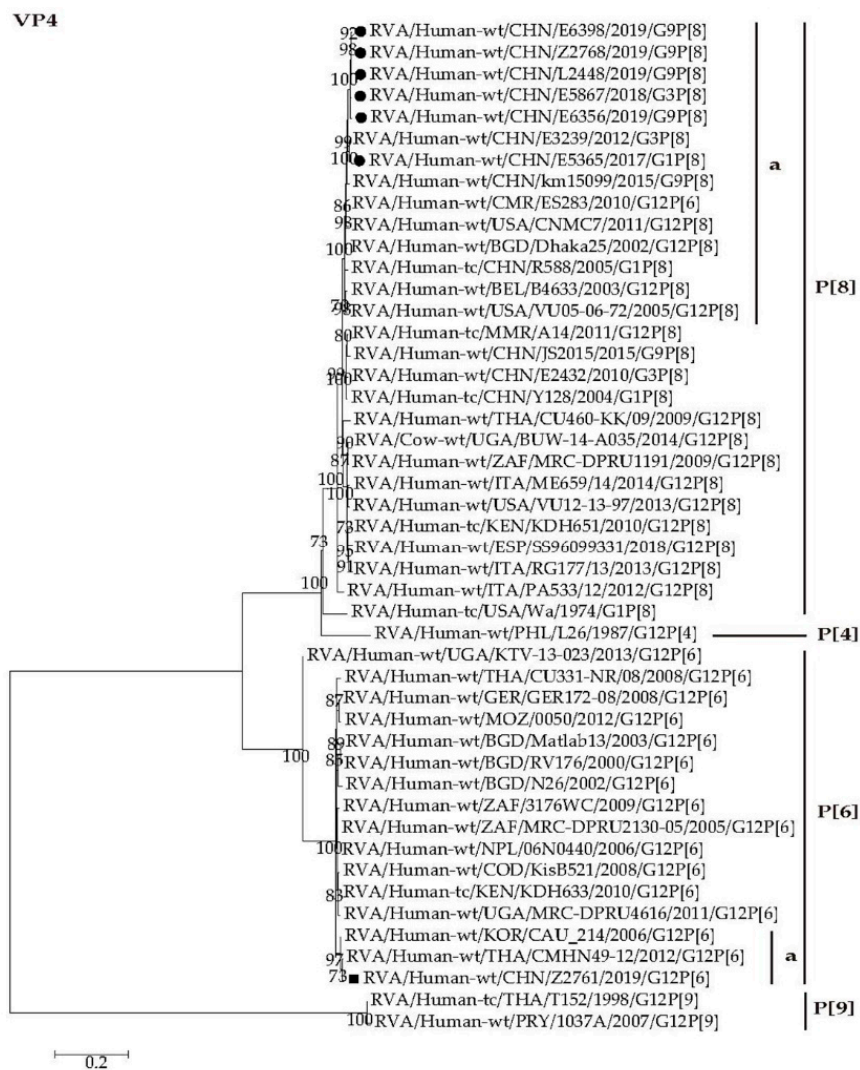 VP4
92 RVA/Human-wt/CHN/E6398/2019/G9P[8]
98 RVA/Human-wt/CHN/Z2768/2019/G9P[8]
100 RVA/Human-wt/CHN/L2448/2019/G9P[8]
RVA/Human-wt/CHN/E5867/2018/G3P[8]
RVA/Human-wt/CHN/E6356/2019/G9P[8]
99 RVA/Human-wt/CHN/E3239/2012/G3P[8]
100 RVA/Human-wt/CHN/E5365/2017/G1P[8]
a
RVA/Human-wt/CHN/km15099/2015/G9P[8]
86 RVA/Human-wt/CMR/ES283/2010/G12P[6]
98 RVA/Human-wt/USA/CNMC7/2011/G12P[8]
100 RVA/Human-wt/BGD/Dhaka25/2002/G12P[8]
RVA/Human-tc/CHN/R588/2005/G1P[8]
RVA/Human-wt/BEL/B4633/2003/G12P[8]
P[8]
RVA/Human-wt/USA/VU05-06-72/2005/G12P[8]
80 RVA/Human-tc/MMR/A14/2011/G12P[8]
RVA/Human-wt/CHN/JS2015/2015/G9P[8]
RVA/Human-wt/CHN/E2432/2010/G3P[8]
RVA/Human-tc/CHN/Y128/2004/G1P[8]
RVA/Human-wt/THA/CU460-KK/09/2009/G12P[8]
90 RVA/Cow-wt/UGA/BUW-14-A035/2014/G12P[8]
87 RVA/Human-wt/ZAF/MRC-DPRU1191/2009/G12P[8]
100 RVA/Human-wt/ITA/ME659/14/2014/G12P[8]
100 RVA/Human-wt/USA/VU12-13-97/2013/G12P[8]
73 RVA/Human-tc/KEN/KDH651/2010/G12P[8]
73 95 RVA/Human-wt/ESP/SS96099331/2018/G12P[8]
91 RVA/Human-wt/ITA/RG177/13/2013/G12P[8]
100 RVA/Human-wt/ITA/PA533/12/2012/G12P[8]
RVA/Human-tc/USA/Wa/1974/G1P[8]
RVA/Human-wt/PHL/L26/1987/G12P[4]
P[4]
RVA/Human-wt/UGA/KTV-13-023/2013/G12P[6]
RVA/Human-wt/THA/CU331-NR/08/2008/G12P[6]
87 RVA/Human-wt/GER/GER172-08/2008/G12P[6]
RVA/Human-wt/MOZ/0050/2012/G12P[6]
89 RVA/Human-wt/BGD/Matlab13/2003/G12P[6]
100 85 RVA/Human-wt/BGD/RV176/2000/G12P[6]
RVA/Human-wt/BGD/N26/2002/G12P[6]
RVA/Human-wt/ZAF/3176WC/2009/G12P[6]
P[6]
RVA/Human-wt/ZAF/MRC-DPRU2130-05/2005/G12P[6]
100 RVA/Human-wt/NPL/06N0440/2006/G12P[6]
RVA/Human-wt/COD/KisB521/2008/G12P[6]
83 RVA/Human-tc/KEN/KDH633/2010/G12P[6]
RVA/Human-wt/UGA/MRC-DPRU4616/2011/G12P[6]
RVA/Human-wt/KOR/CAU_214/2006/G12P[6]
97 RVA/Human-wt/THA/CMHN49-12/2012/G12P[6]
a
73 RVA/Human-wt/CHN/Z2761/2019/G12P[6]
RVA/Human-tc/THA/T152/1998/G12P[9]
P[9]
100 RVA/Human-wt/PRY/1037A/2007/G12P[9]
0.2